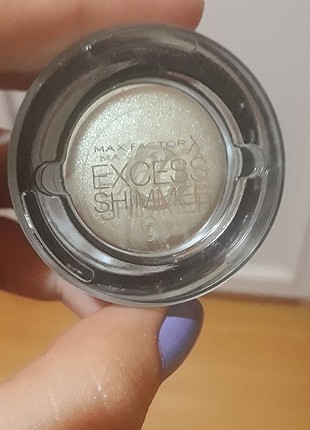 MAX FACTOR X
EXCESS
SHIMMER